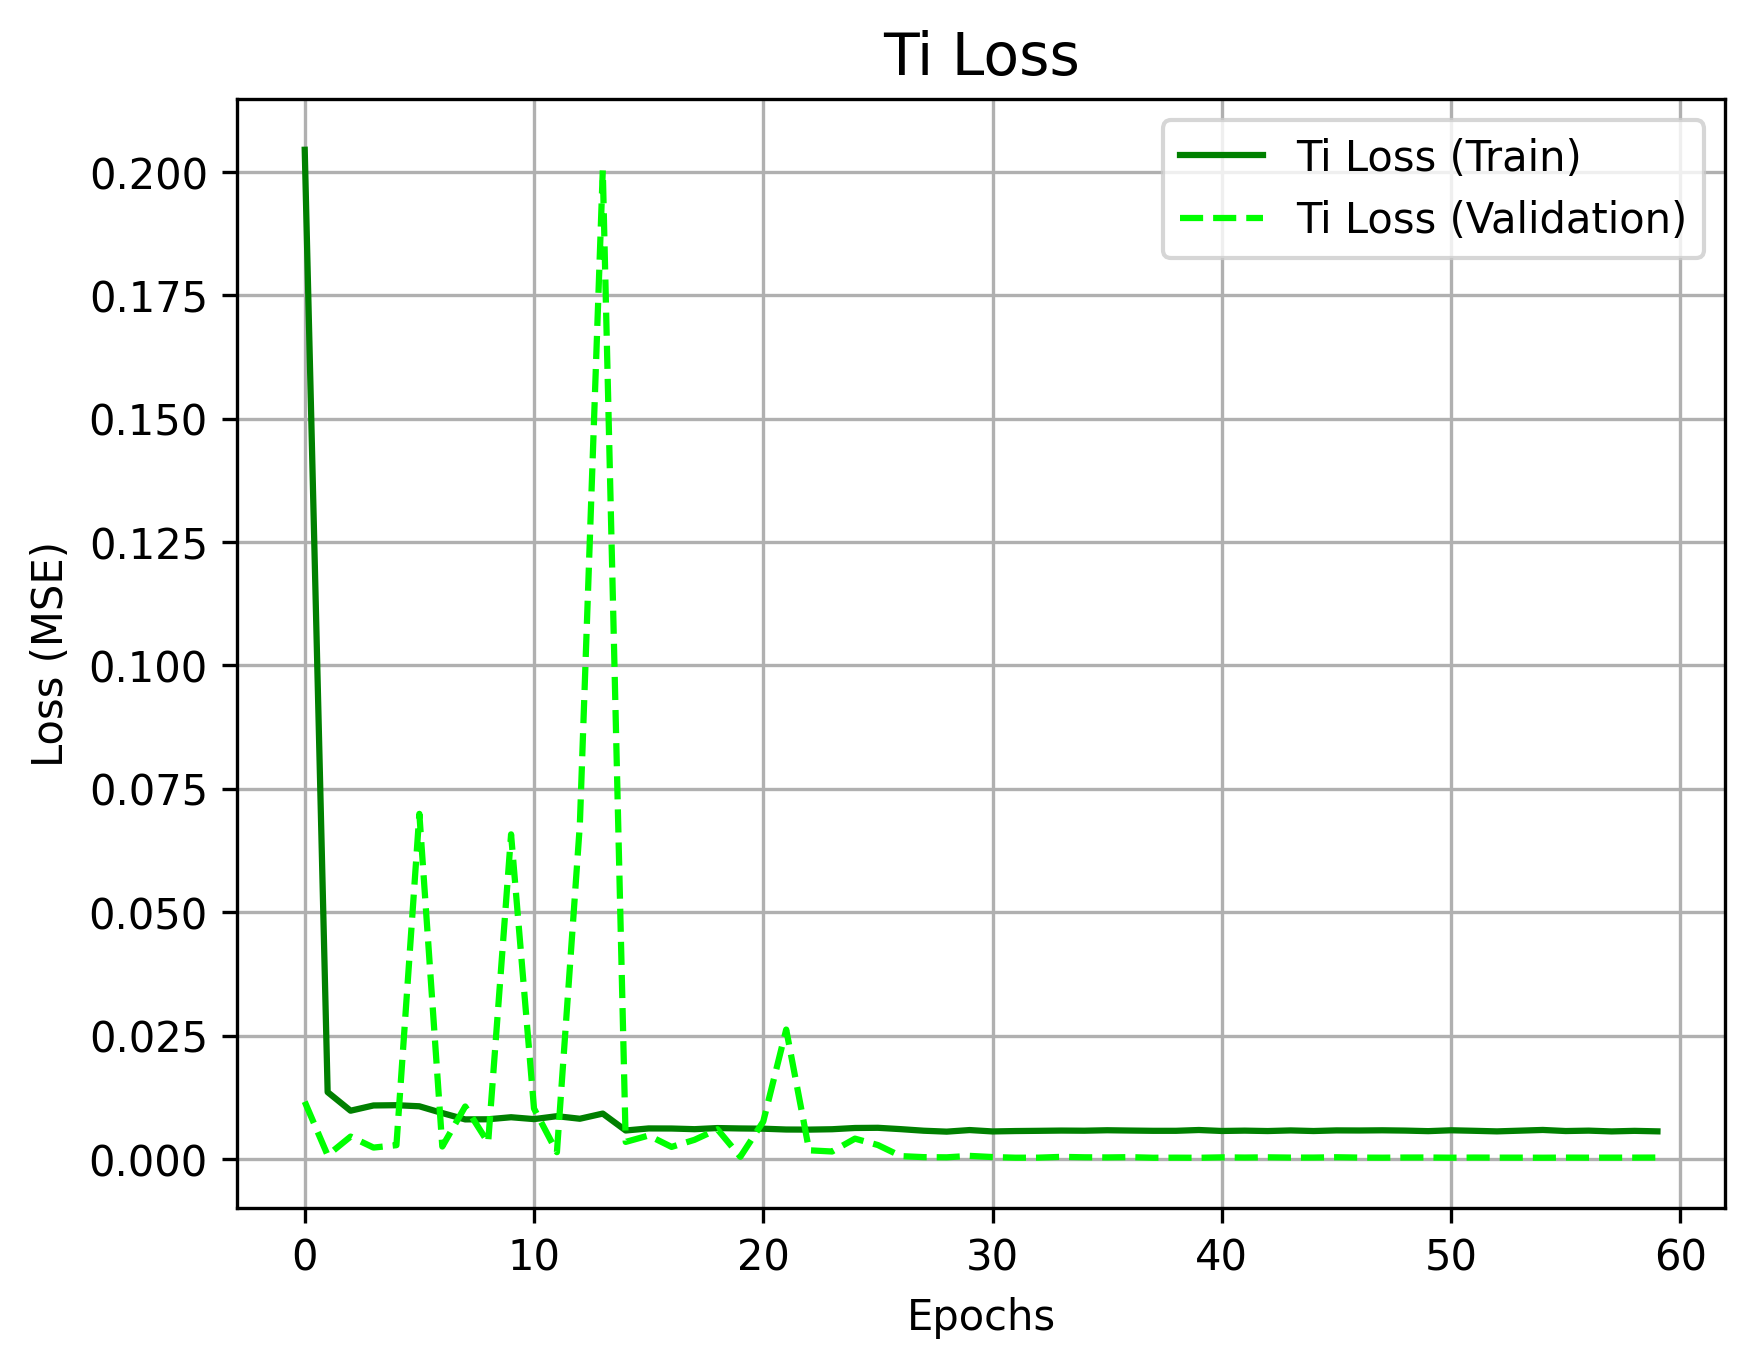 Ti Loss
Ti Loss (Train)
Ti Loss (Validation)
0.200
0.175
0.150
0.125
0.100
0.075
0.050
0.025
0.000
Loss (MSE)
0 10 20 30 40 50 60
Epochs